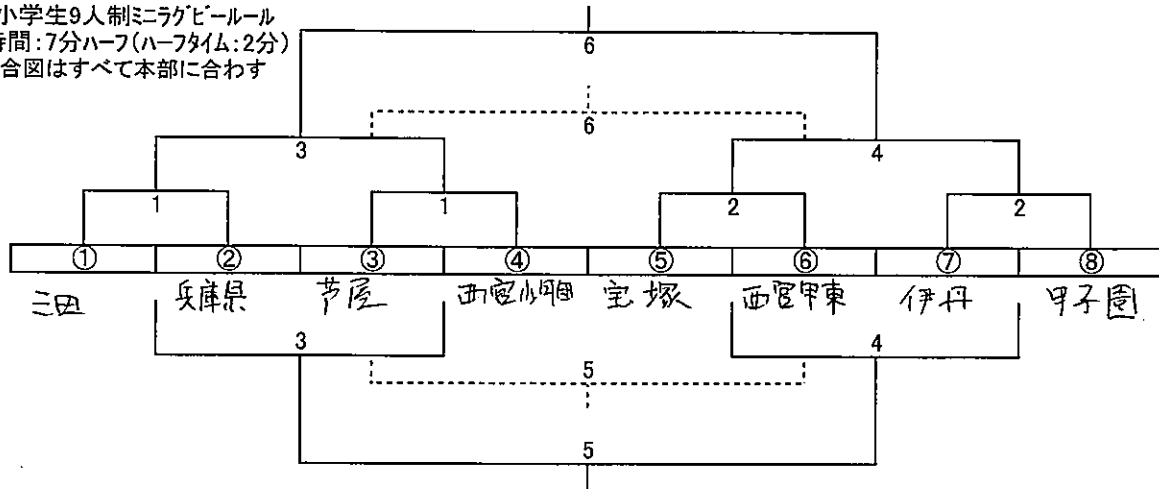 小学生9人制ミニラグビールール
時間:7分ハーフ(ハーフタイム:2分)
合図はすべて本部に合わす
6
6
3 4
1 1 2 2
① ② ③ ④ ⑤ ⑥ ⑦ ⑧
三田 兵庫県 芦屋 西宮 宝塚 西宮甲東 伊丹 甲子園
3 4
5
5